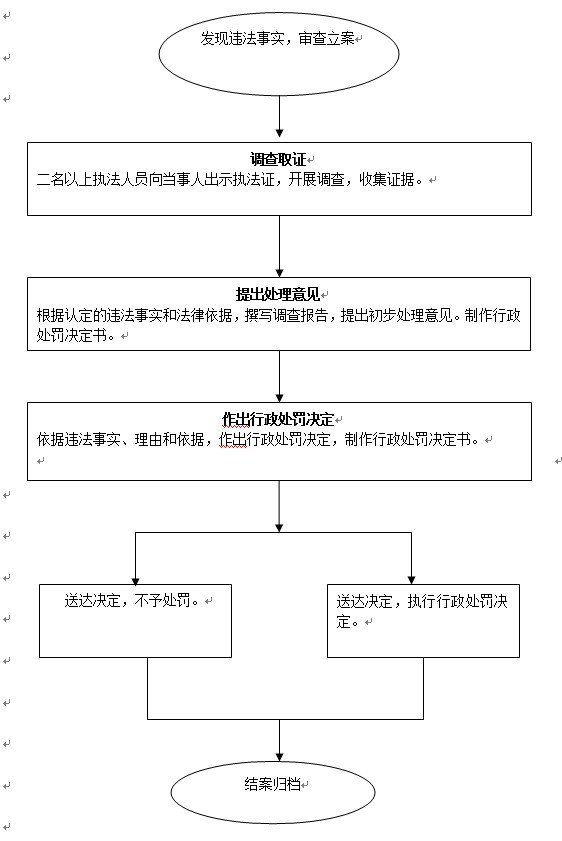 发现违法事实，审查立案
调查取证
二名以上执法人员向当事人出示执法证，开展调查，收集证据。
提出处理意见
根据认定的违法事实和法律依据，撰写调查报告，提出初步处理意见。制作行政
处罚决定书。
作出行政处罚决定
依据违法事实、理由和依据，作出行政处罚决定，制作行政处罚决定书。
送达决定，不予处罚。
送达决定，执行行政处罚决
定。
结案归档